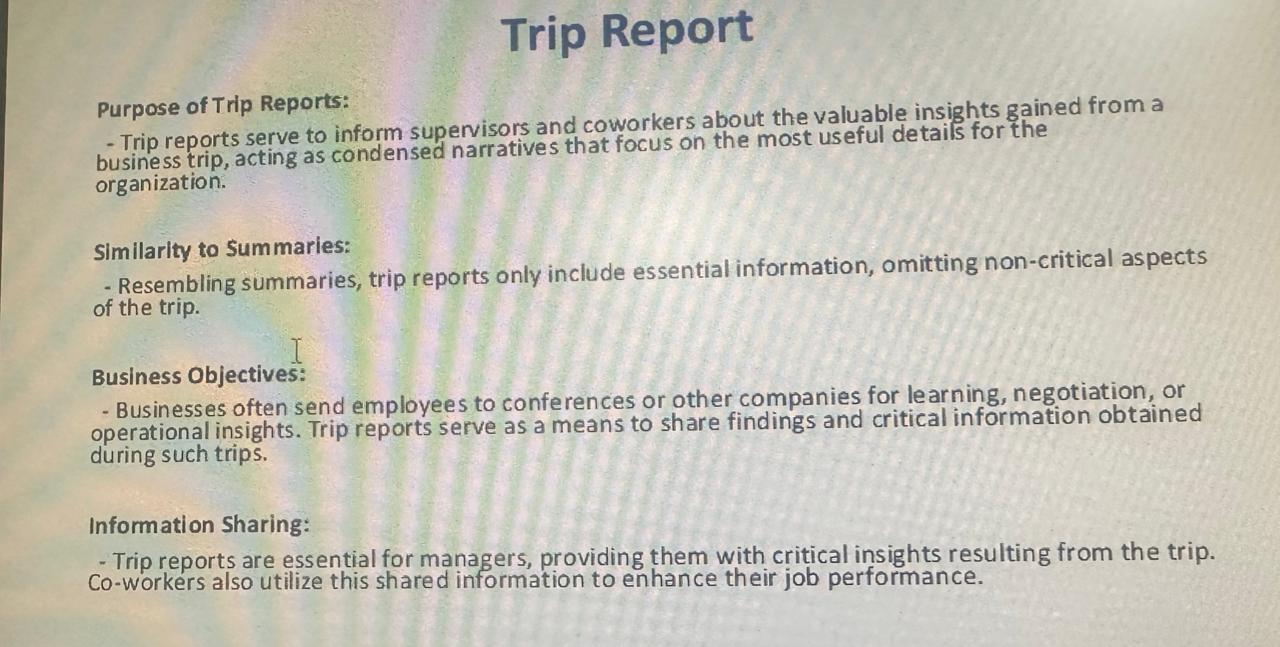 Trip Report
Purpose of Trip Reports:
- Trip reports serve to inform supervisors and coworkers about the valuable insights gained from a
business trip, acting as condensed narratives that focus on the most useful details for the
organization.
Similarity to Summaries:
- Resembling summaries, trip reports only include essential information, omitting non-critical aspects
of the trip.
Business Objectives:
- Businesses often send employees to conferences or other companies for learning, negotiation, or
operational insights. Trip reports serve as a means to share findings and critical information obtained
during such trips.
Information Sharing:
- Trip reports are essential for managers, providing them with critical insights resulting from the trip.
Co-workers also utilize this shared information to enhance their job performance.